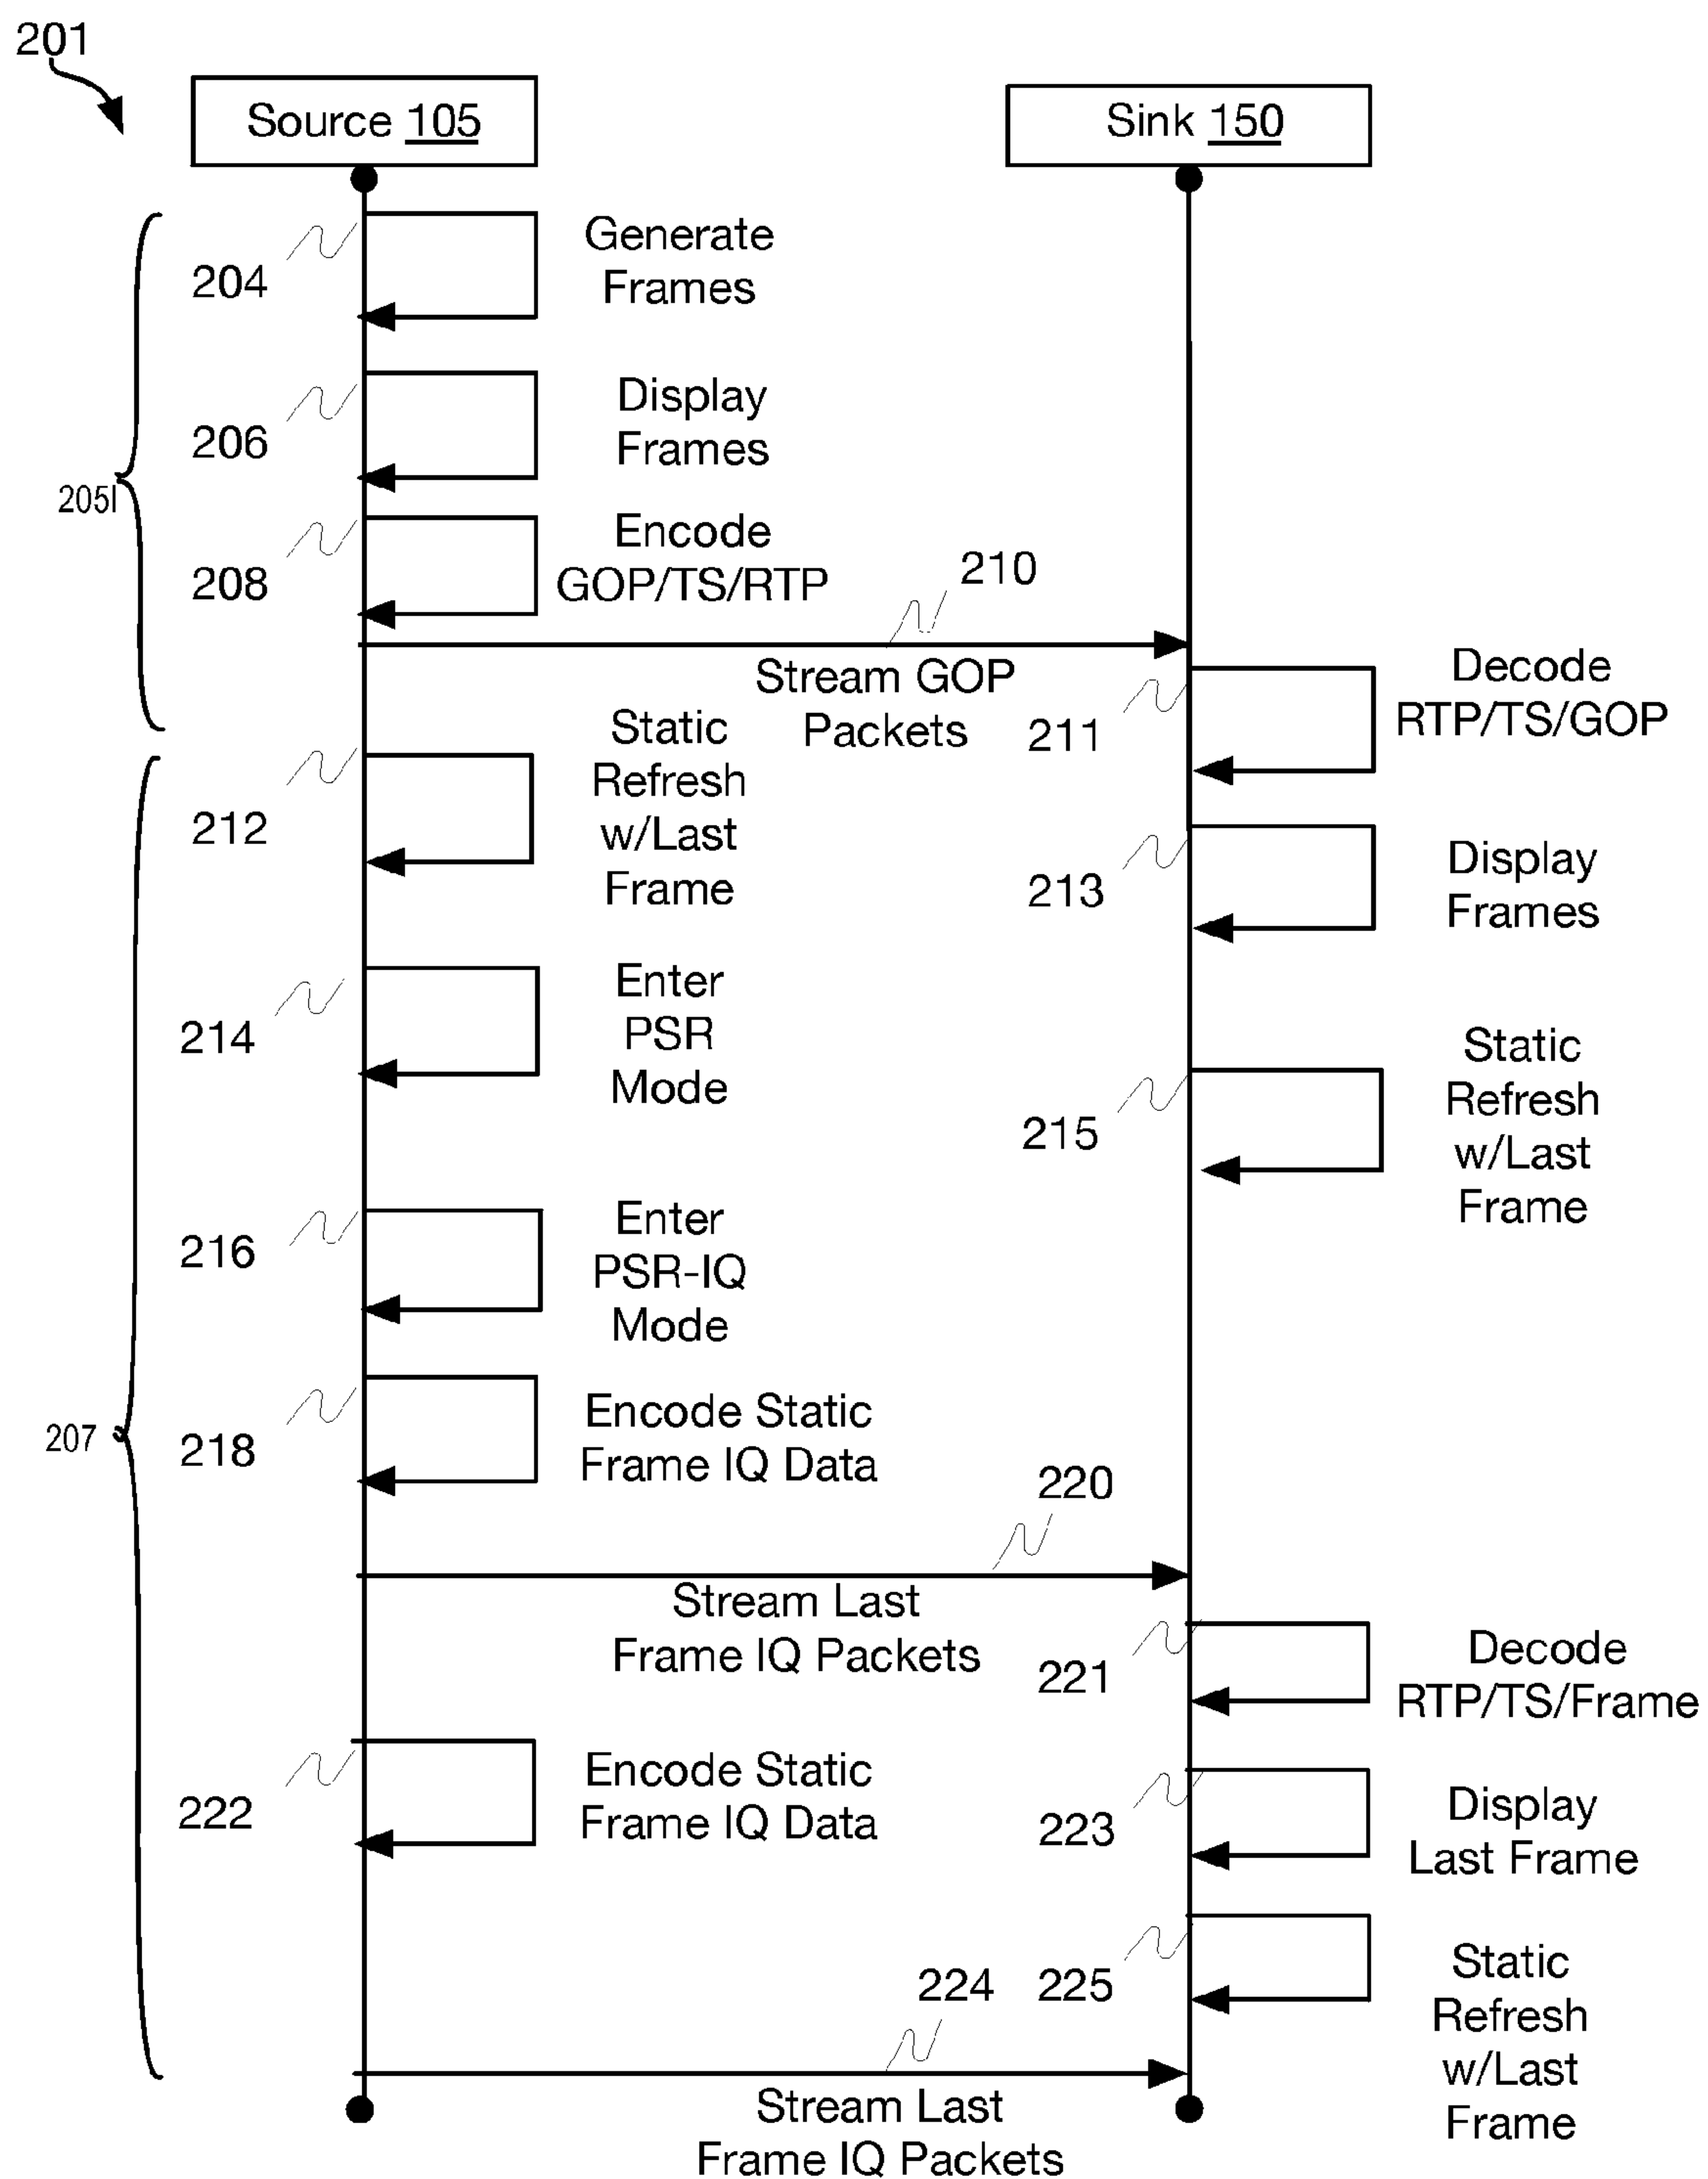 201
Source 105
Sink 150
204
Generate
Frames
206
Display
Frames
205I
208
Encode
GOP/TS/RTP
210
Stream GOP
Packets
211
Decode
RTP/TS/GOP
212
Static
Refresh
w/Last
Frame
213
Display
Frames
214
Enter
PSR
Mode
215
Static
Refresh
w/Last
Frame
216
Enter
PSR-IQ
Mode
207
218
Encode Static
Frame IQ Data
220
Stream Last
Frame IQ Packets
221
Decode
RTP/TS/Frame
222
Encode Static
Frame IQ Data
223
Display
Last Frame
224
225
Static
Refresh
w/Last
Frame
Stream Last
Frame IQ Packets